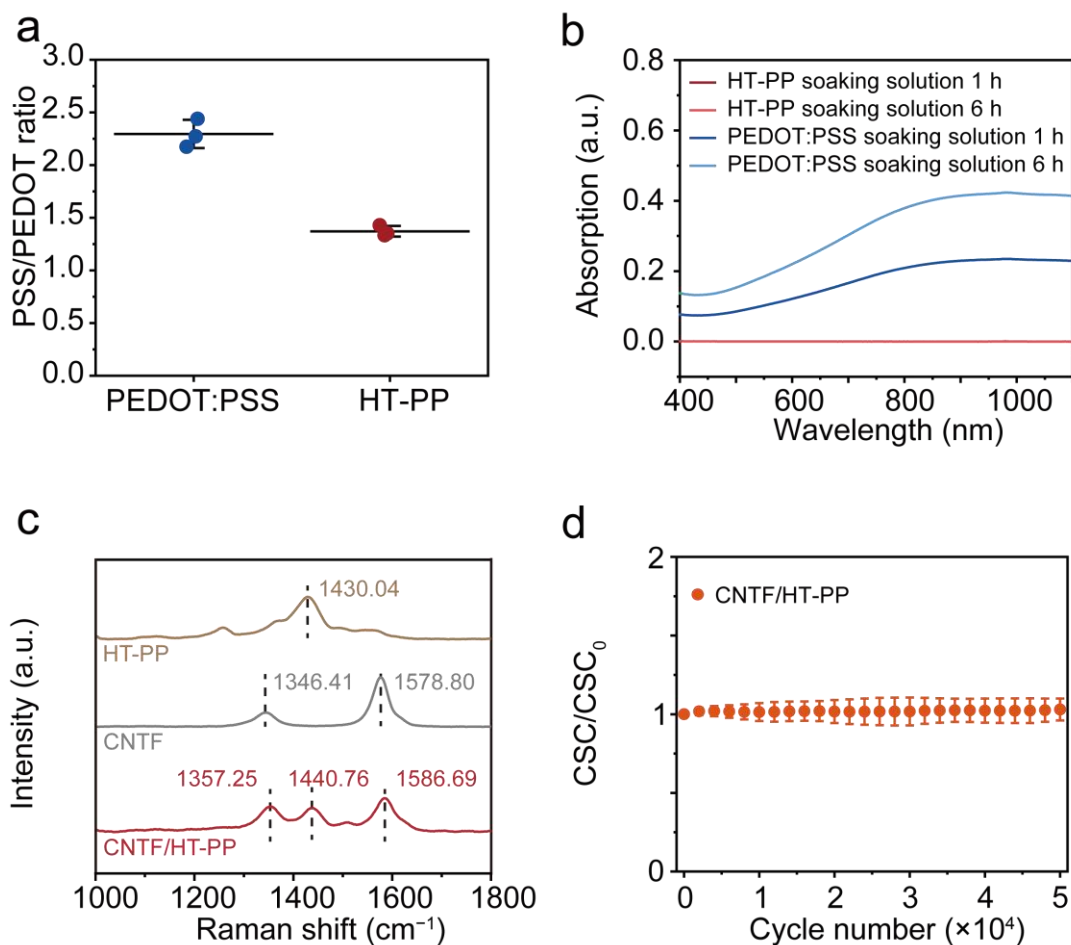 a
3.0
2.5
2.0
1.5
1.0
0.5
0.0
PSS/PEDOT ratio
PEDOT:PSS
HT-PP
b
0.8
0.6
0.4
0.2
0.0
Absorption (a.u.)
HT-PP soaking solution 1 h
HT-PP soaking solution 6 h
PEDOT:PSS soaking solution 1 h
PEDOT:PSS soaking solution 6 h
400 600 800 1000
Wavelength (nm)
c
Intensity (a.u.)
1430.04
HT-PP
1346.41 1578.80
CNTF
1357.25 1440.76 1586.69
CNTF/HT-PP
1000 1200 1400 1600 1800
Raman shift (cm⁻¹)
d
2
1
0
CSC/CSC₀
CNTF/HT-PP
0 1 2 3 4 5
Cycle number (×10⁴)